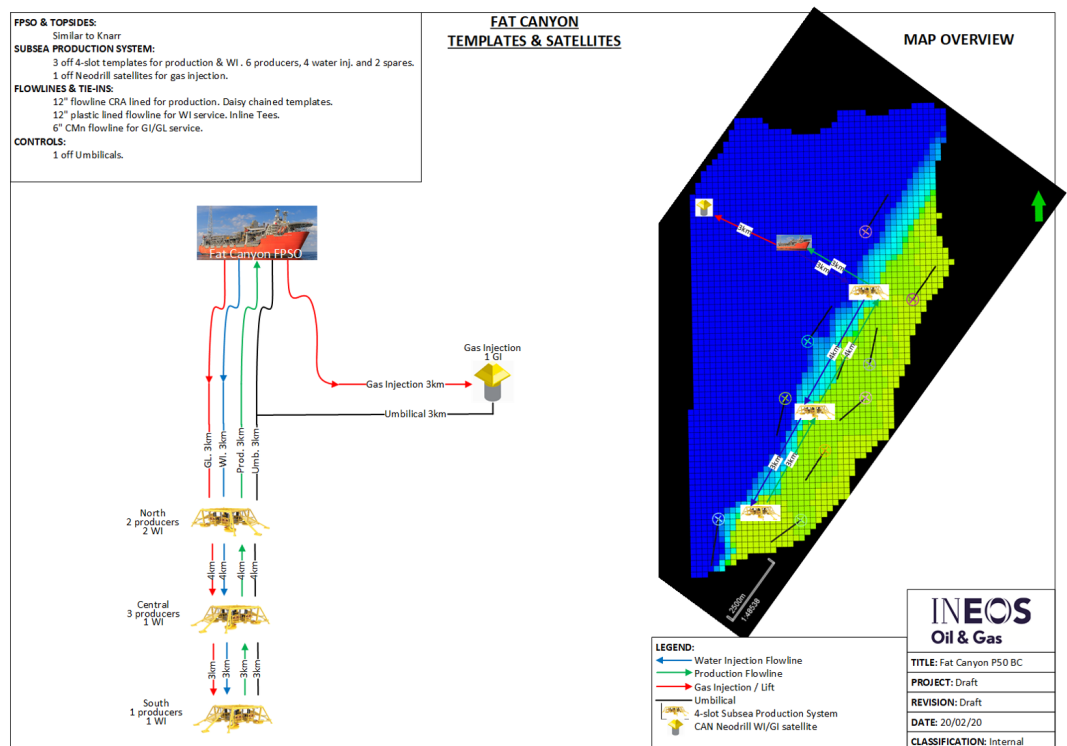 FPSO & TOPSIDES:
Similar to Knarr
SUBSEA PRODUCTION SYSTEM:
3 off 4-slot templates for production & WI . 6 producers, 4 water inj. and 2 spares.
1 off Neodrill satellites for gas injection.
FLOWLINES & TIE-INS:
12" flowline CRA lined for production. Daisy chained templates.
12" plastic lined flowline for WI service. Inline Tees.
6" CMn flowline for GI/GL service.
CONTROLS:
1 off Umbilicals.
FAT CANYON
TEMPLATES & SATELLITES
MAP OVERVIEW
Fat Canyon FPSO
Gas Injection
1 GI
Gas Injection 3km
Umbilical 3km
GL. 3km
WI. 3km
Prod. 3km
Umb. 3km
North
2 producers
2 WI
4km
4km
4km
4km
Central
3 producers
1 WI
3km
3km
3km
3km
South
1 producers
1 WI
3km
3km
3km
4km
4km
3km
3km
2500m
1:48538
LEGEND:
Water Injection Flowline
Production Flowline
Gas Injection / Lift
Umbilical
4-slot Subsea Production System
CAN Neodrill WI/GI satellite
INEOS
Oil & Gas
TITLE: Fat Canyon P50 BC
PROJECT: Draft
REVISION: Draft
DATE: 20/02/20
CLASSIFICATION: Internal